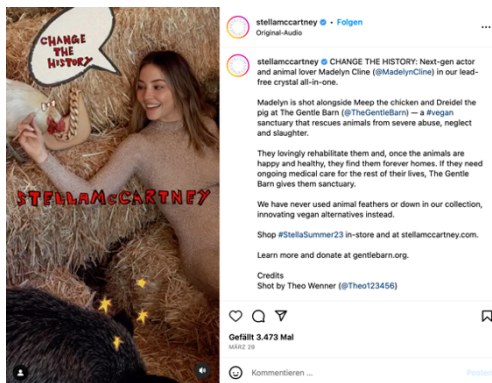 CHANGE
THE
HISTORY
STELLAMCCARTNEY
stellamccartney • Folgen
Original-Audio
stellamccartney CHANGE THE HISTORY: Next-gen actor
and animal lover Madelyn Cline (@MadelynCline) in our lead-
free crystal all-in-one.
Madelyn is shot alongside Meep the chicken and Dreidel the
pig at The Gentle Barn (@TheGentleBarn) — a #vegan
sanctuary that rescues animals from severe abuse, neglect
and slaughter.
They lovingly rehabilitate them and, once the animals are
happy and healthy, they find them forever homes. If they need
ongoing medical care for the rest of their lives, The Gentle
Barn gives them sanctuary.
We have never used animal feathers or down in our collection,
innovating vegan alternatives instead.
Shop #StellaSummer23 in-store and at stellamccartney.com.
Learn more and donate at gentlebarn.org.
Credits
Shot by Theo Wenner (@Theo123456)
Gefällt 3.473 Mal
MÄRZ 29
Kommentieren ...
Posten